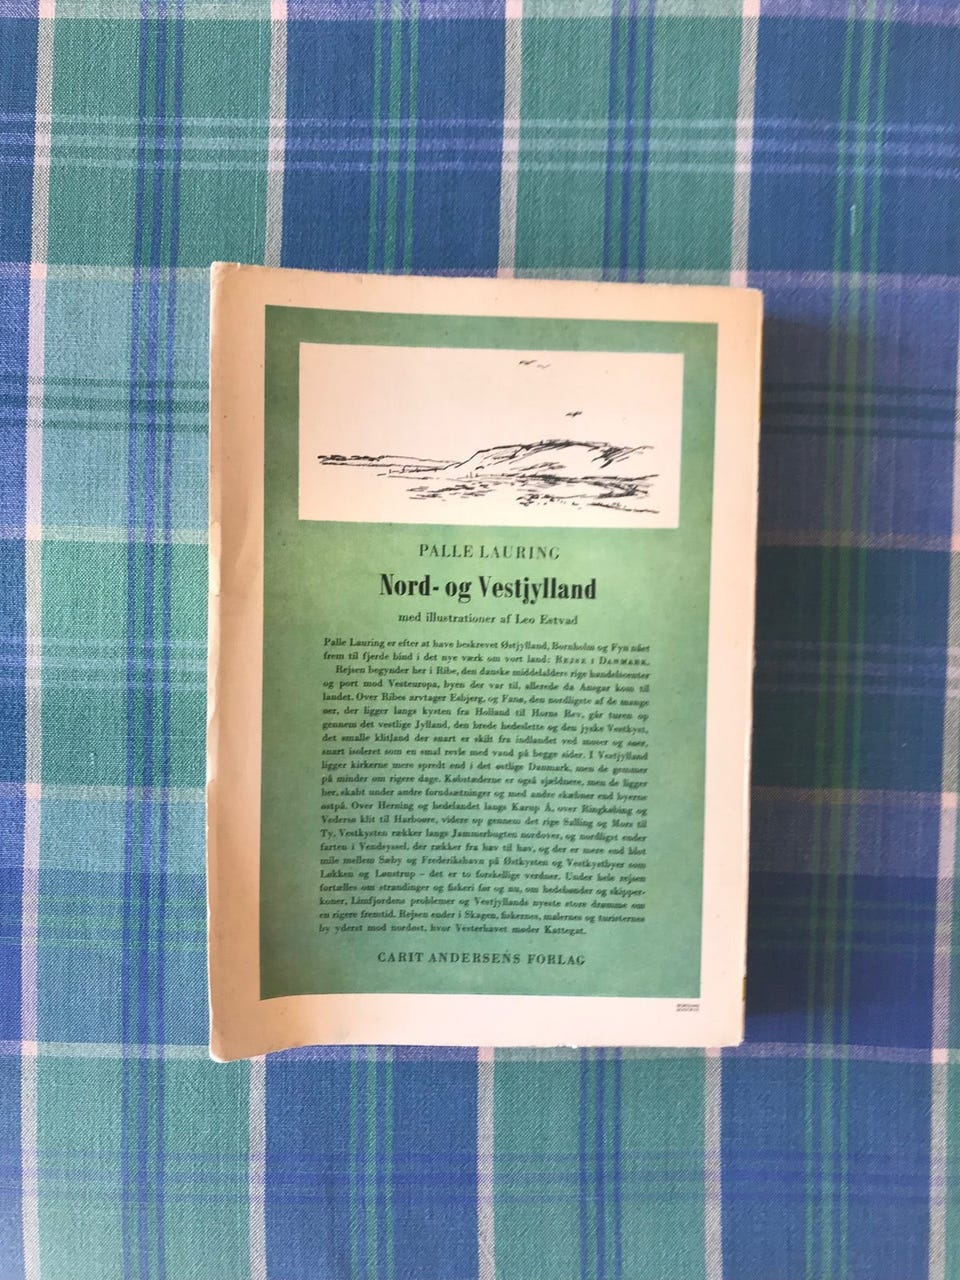 PALLE LAURING
Nord- og Vestjylland
med illustrationer af Leo Estvad
Palle Lauring er efter at have beskrevet Østjylland, Bornholm og Fyn nået
frem til fjerde bind i det nye værk om vort land: REJSE I DANMARK.
Rejsen begynder her i Ribe, den danske middelalders rige handelscenter
og port mod Vesteuropa, byen der var til, allerede da Ansgar kom til
landet. Over Ribes arvtager Esbjerg, og Fanø, den nordligste af de mange
øer, der ligger langs kysten fra Holland til Horns Rev, går turen op
gennem det vestlige Jylland, den brede hedeslette og den jyske Vestkyst,
det smalle klitland der snart er skilt fra indlandet ved moser og søer,
snart isoleret som en smal revle med vand på begge sider. I Vestjylland
ligger kirkerne mere spredt end i det østlige Danmark, men de gemmer
på minder om rigere dage. Købstæderne er også sjældnere, men de ligger
her, skabt under andre forudsætninger og med andre skæbner end byerne
østpå. Over Herning og hedelandet langs Karup Å, over Ringkøbing og
Vedersø klit til Harboøre, videre op gennem det rige Salling og Mors til
Ty, Vestkysten rækker langs Jammerbugten nordover, og nordligst ender
farten i Vendsyssel, der rækker fra hav til hav, og der er mere end blot
mile mellem Sæby og Frederikshavn på Østkysten og Vestkystbyer som
Løkken og Lønstrup – det er to forskellige verdner. Under hele rejsen
fortælles om strandinger og fiskeri før og nu, om hedebønder og skipper-
koner, Limfjordens problemer og Vestjyllands nyeste store drømme om
en rigere fremtid. Rejsen ender i Skagen, fiskernes, malernes og turisternes
by yderst mod nordøst, hvor Vesterhavet møder Kattegat.
CARIT ANDERSENS FORLAG